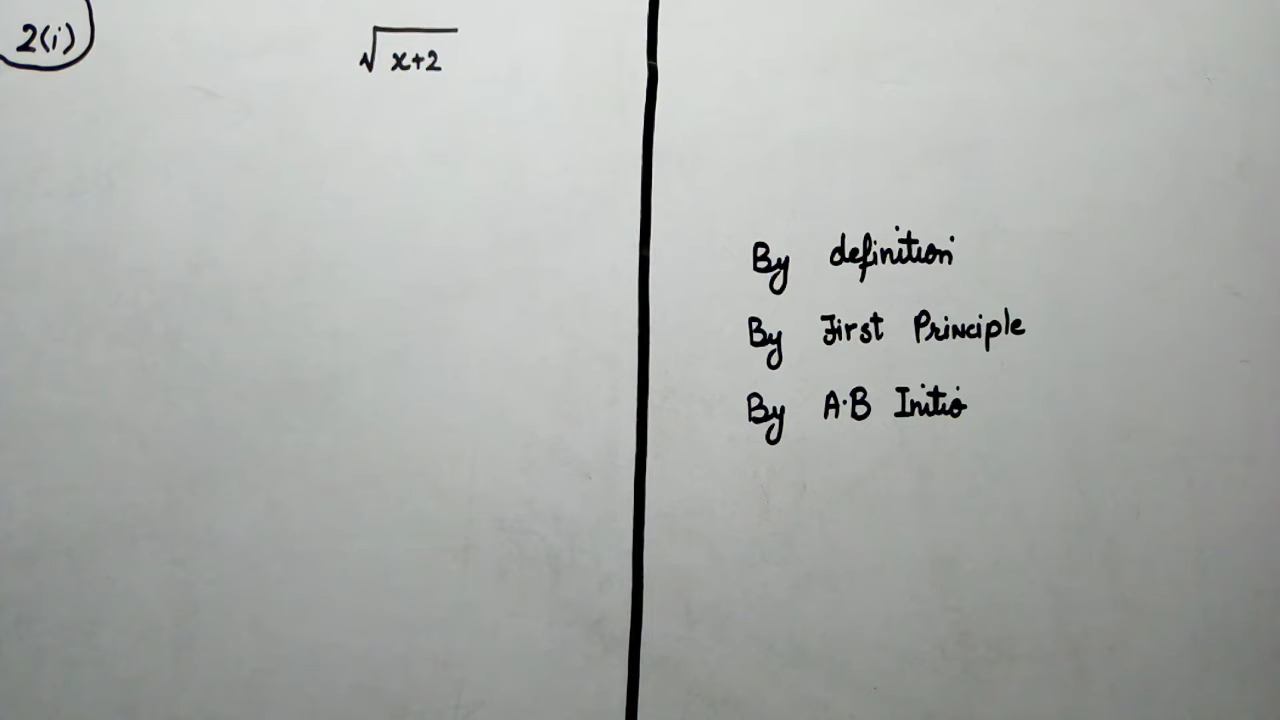 2(i)
√x+2
By definition
By First Principle
By A.B Initio